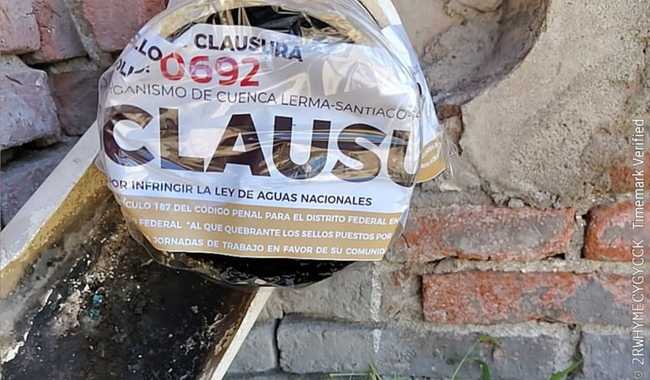 CLAUSURA
0692
ORGANISMO DE CUENCA LERMA-SANTIAGO
CLAUSU
POR INFRINGIR LA LEY DE AGUAS NACIONALES
CULO 187 DEL CÓDIGO PENAL PARA EL DISTRITO FEDERAL EN
FEDERAL "AL QUE QUEBRANTE LOS SELLOS PUESTOS POR
JORNADAS DE TRABAJO EN FAVOR DE SU COMUNI
© 2RWHYMECYGYCCK Timemark Verified